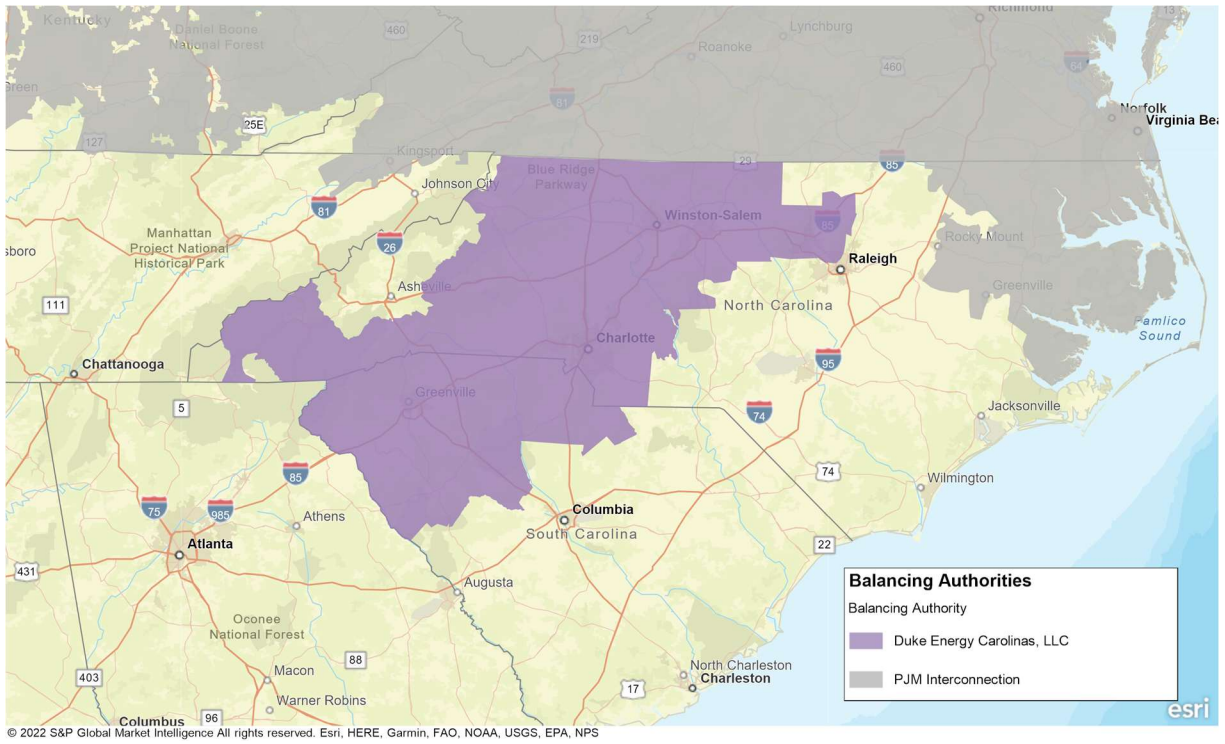 Kentucky
Daniel Boone
National Forest
460
219
Lynchburg
Richmond
13
Roanoke
460
64
Green
81
25E
127
Norfolk
Virginia Bea
Kingsport
29
85
Blue Ridge
Parkway
Johnson City
81
Winston-Salem
85
Manhattan
Project National
Historical Park
26
sboro
Rocky Mount
Raleigh
Asheville
Greenville
111
North Carolina
Pamlico
Sound
Charlotte
Chattanooga
95
Greenville
5
74
Jacksonville
85
74
Wilmington
75
985
Athens
Columbia
South Carolina
Atlanta
22
431
Augusta
Oconee
National Forest
88
Macon
403
Warner Robins
96
Columbus
North Charleston
Charleston
17
Balancing Authorities
Balancing Authority
Duke Energy Carolinas, LLC
PJM Interconnection
esri
© 2022 S&P Global Market Intelligence All rights reserved. Esri, HERE, Garmin, FAO, NOAA, USGS, EPA, NPS